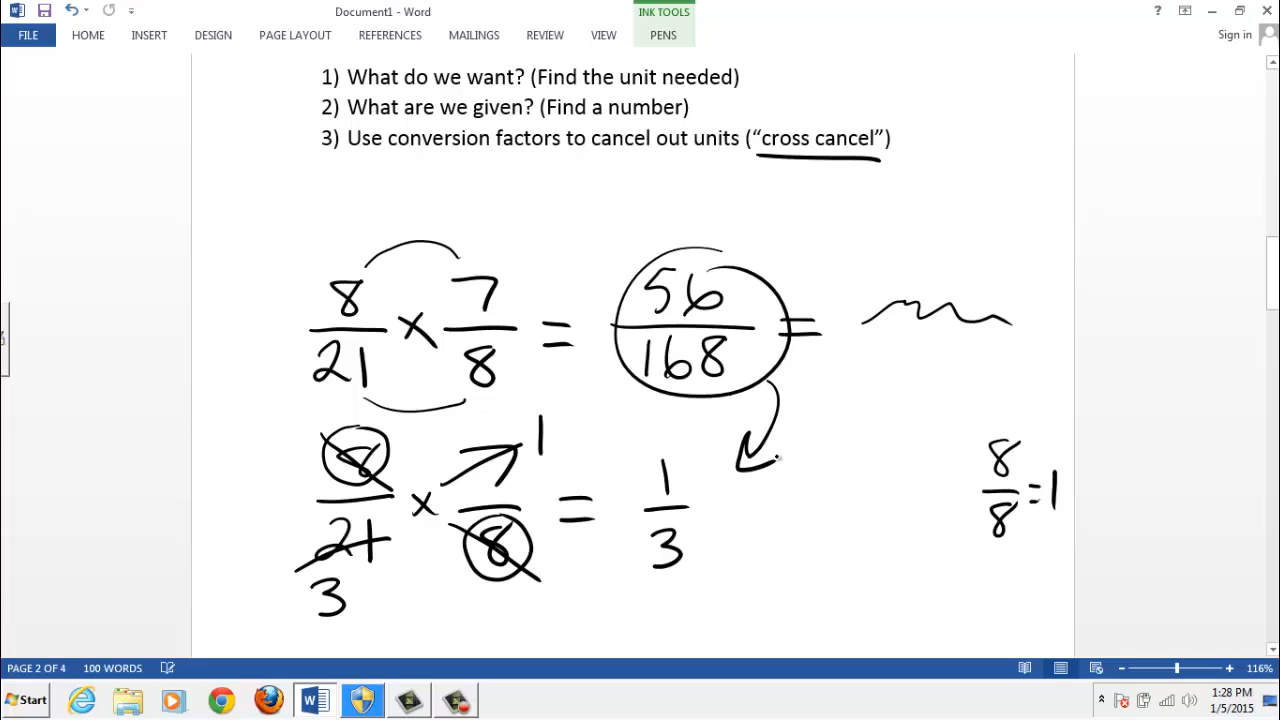 Document1 - Word
INK TOOLS
?
FILE HOME INSERT DESIGN PAGE LAYOUT REFERENCES MAILINGS REVIEW VIEW PENS Sign in
1) What do we want? (Find the unit needed)
2) What are we given? (Find a number)
3) Use conversion factors to cancel out units (“cross cancel”)
8/21 × 7/8 = 56/168 =
8/21 × 7/8 = 1/3
3
1
8/8 = 1
PAGE 2 OF 4 100 WORDS 116%
Start
1:28 PM
1/5/2015